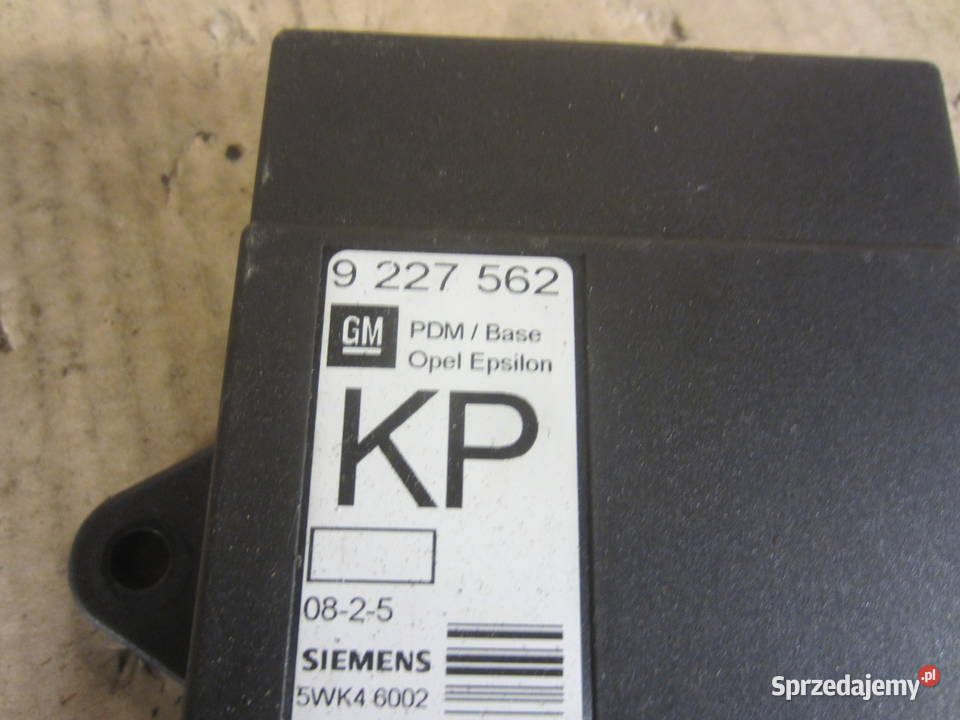 9 227 562
GM
PDM / Base
Opel Epsilon
KP
08-2-5
SIEMENS
5WK4 6002
Sprzedajemy.pl